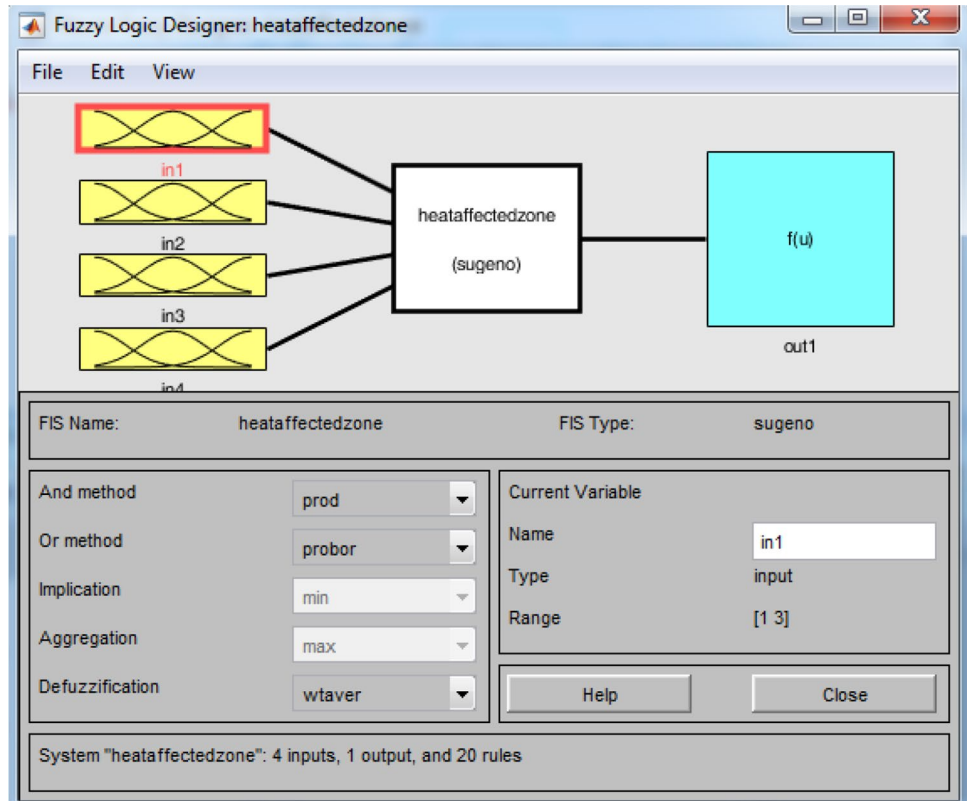 Fuzzy Logic Designer: heataffectedzone
File Edit View
in1
in2
in3
in4
heataffectedzone
(sugeno)
f(u)
out1
FIS Name: heataffectedzone FIS Type: sugeno
And method prod
Or method probor
Implication min
Aggregation max
Defuzzification wtaver
Current Variable
Name in1
Type input
Range [1 3]
Help Close
System "heataffectedzone": 4 inputs, 1 output, and 20 rules